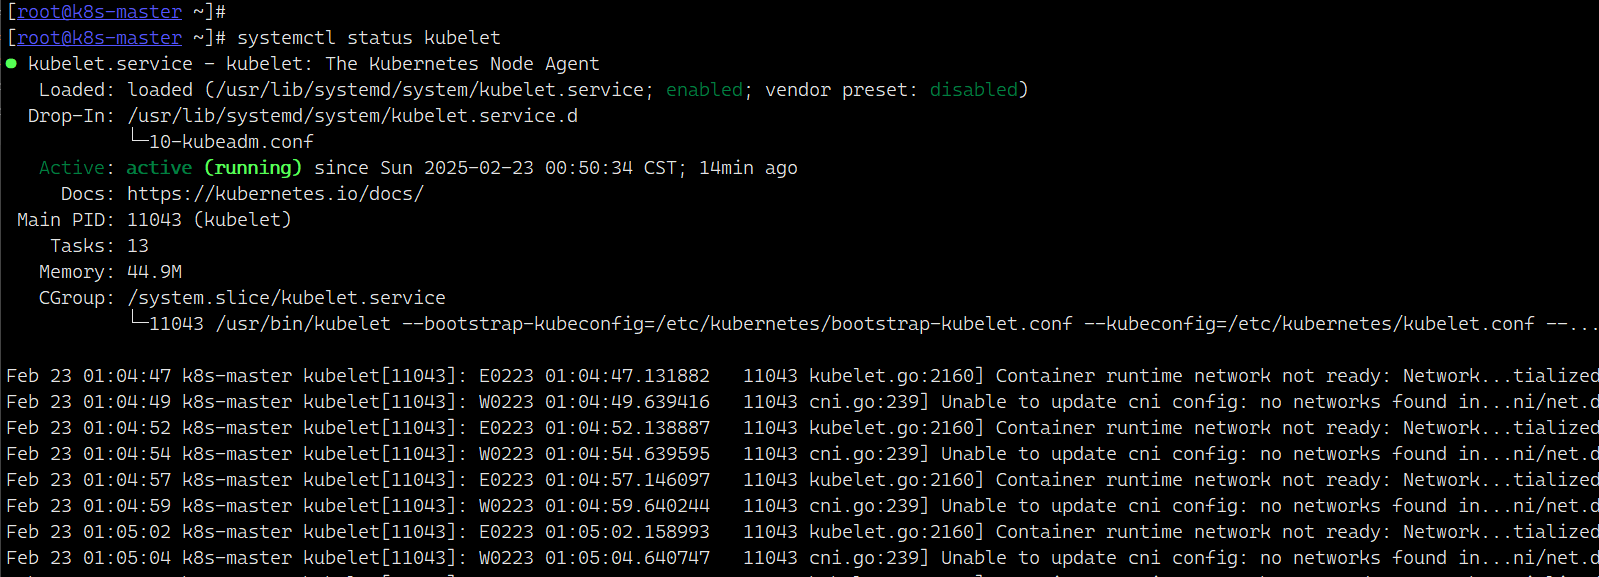 [root@k8s-master ~]#
[root@k8s-master ~]# systemctl status kubelet
● kubelet.service - kubelet: The Kubernetes Node Agent
Loaded: loaded (/usr/lib/systemd/system/kubelet.service; enabled; vendor preset: disabled)
Drop-In: /usr/lib/systemd/system/kubelet.service.d
└─10-kubeadm.conf
Active: active (running) since Sun 2025-02-23 00:50:34 CST; 14min ago
Docs: https://kubernetes.io/docs/
Main PID: 11043 (kubelet)
Tasks: 13
Memory: 44.9M
CGroup: /system.slice/kubelet.service
└─11043 /usr/bin/kubelet --bootstrap-kubeconfig=/etc/kubernetes/bootstrap-kubelet.conf --kubeconfig=/etc/kubernetes/kubelet.conf --...
Feb 23 01:04:47 k8s-master kubelet[11043]: E0223 01:04:47.131882 11043 kubelet.go:2160] Container runtime network not ready: Network...tialized
Feb 23 01:04:49 k8s-master kubelet[11043]: W0223 01:04:49.639416 11043 cni.go:239] Unable to update cni config: no networks found in...ni/net.d
Feb 23 01:04:52 k8s-master kubelet[11043]: E0223 01:04:52.138887 11043 kubelet.go:2160] Container runtime network not ready: Network...tialized
Feb 23 01:04:54 k8s-master kubelet[11043]: W0223 01:04:54.639595 11043 cni.go:239] Unable to update cni config: no networks found in...ni/net.d
Feb 23 01:04:57 k8s-master kubelet[11043]: E0223 01:04:57.146097 11043 kubelet.go:2160] Container runtime network not ready: Network...tialized
Feb 23 01:04:59 k8s-master kubelet[11043]: W0223 01:04:59.640244 11043 cni.go:239] Unable to update cni config: no networks found in...ni/net.d
Feb 23 01:05:02 k8s-master kubelet[11043]: E0223 01:05:02.158993 11043 kubelet.go:2160] Container runtime network not ready: Network...tialized
Feb 23 01:05:04 k8s-master kubelet[11043]: W0223 01:05:04.640747 11043 cni.go:239] Unable to update cni config: no networks found in...ni/net.d